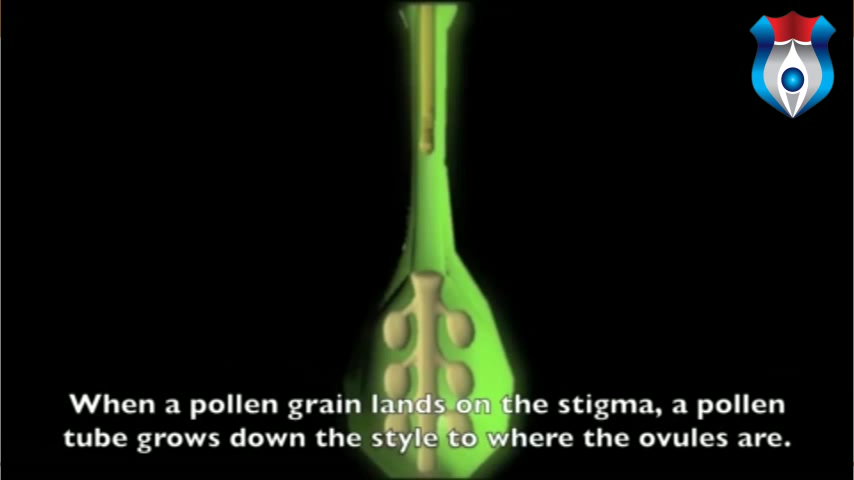 When a pollen grain lands on the stigma, a pollen
tube grows down the style to where the ovules are.